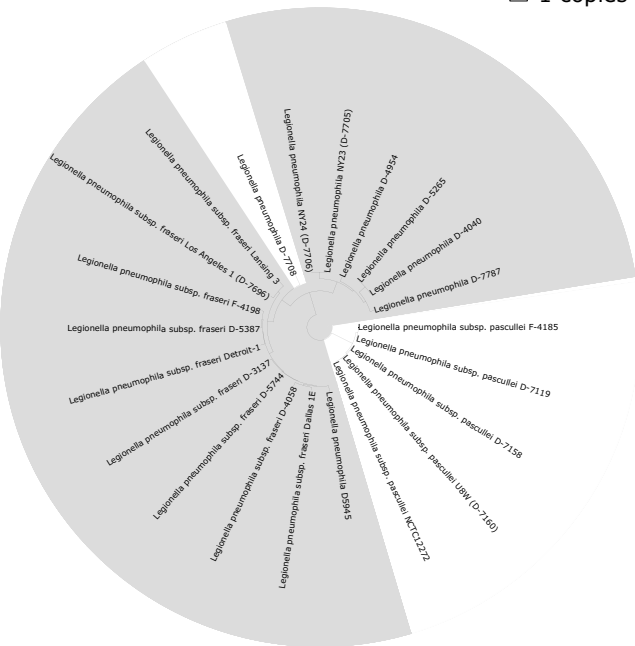 1 copies
Legionella pneumophila NY24 (D-7706)
Legionella pneumophila NY23 (D-7705)
Legionella pneumophila D-4954
Legionella pneumophila D-5265
Legionella pneumophila D-4040
Legionella pneumophila D-7787
Legionella pneumophila subsp. pascullei F-4185
Legionella pneumophila subsp. pascullei D-7119
Legionella pneumophila subsp. pascullei D-7158
Legionella pneumophila subsp. pascullei U8W (D-7160)
Legionella pneumophila subsp. pascullei NCTC12272
Legionella pneumophila D5945
Legionella pneumophila subsp. fraseri Dallas 1E
Legionella pneumophila subsp. fraseri D-4058
Legionella pneumophila subsp. fraseri D-5744
Legionella pneumophila subsp. fraseri D-3137
Legionella pneumophila subsp. fraseri Detroit-1
Legionella pneumophila subsp. fraseri D-5387
Legionella pneumophila subsp. fraseri F-4198
Legionella pneumophila subsp. fraseri Los Angeles 1 (D-7696)
Legionella pneumophila subsp. fraseri Lansing 3
Legionella pneumophila D-7708